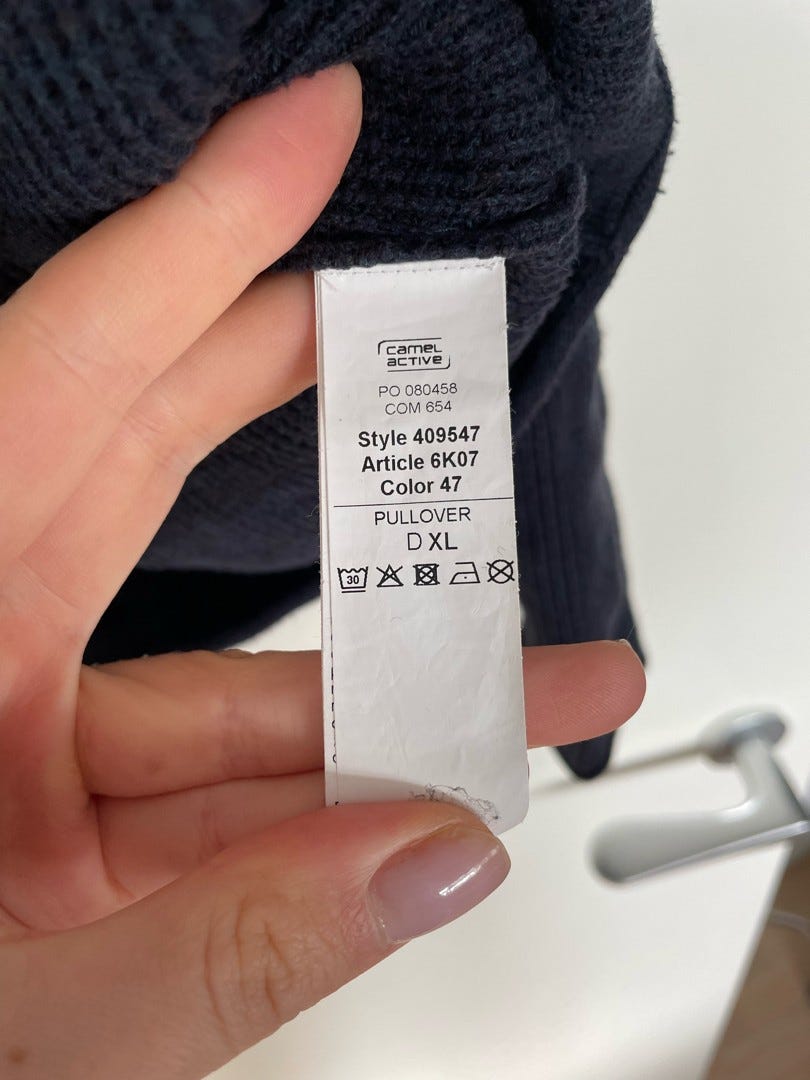 camel
active
PO 080458
COM 654
Style 409547
Article 6K07
Color 47
PULLOVER
D XL
30